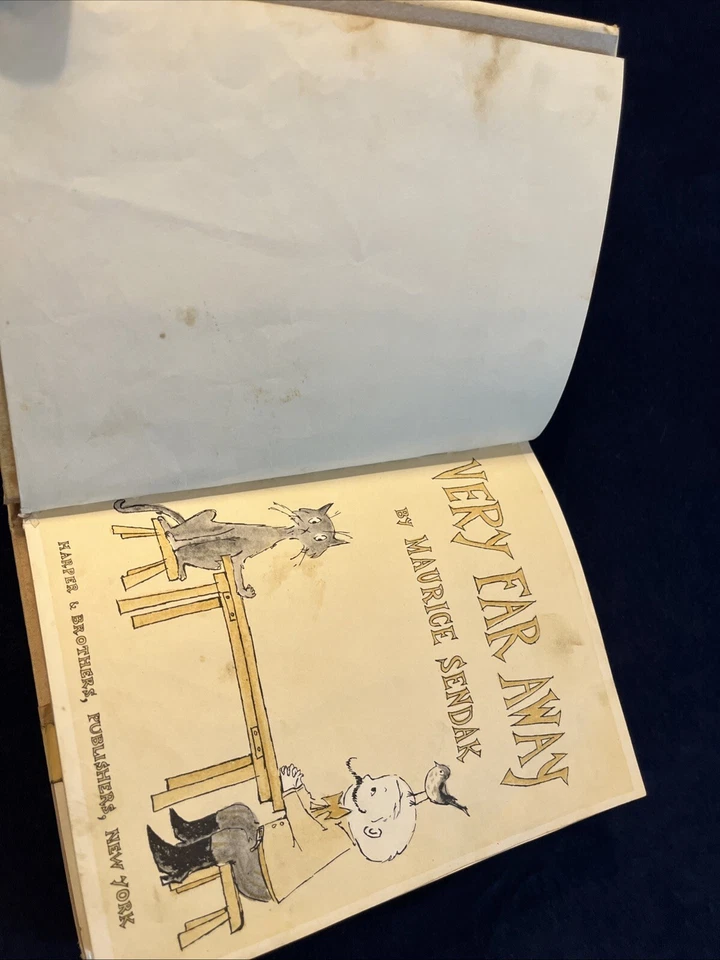 VERY FAR AWAY
BY MAURICE SENDAK
HARPER & BROTHERS, PUBLISHERS, NEW YORK